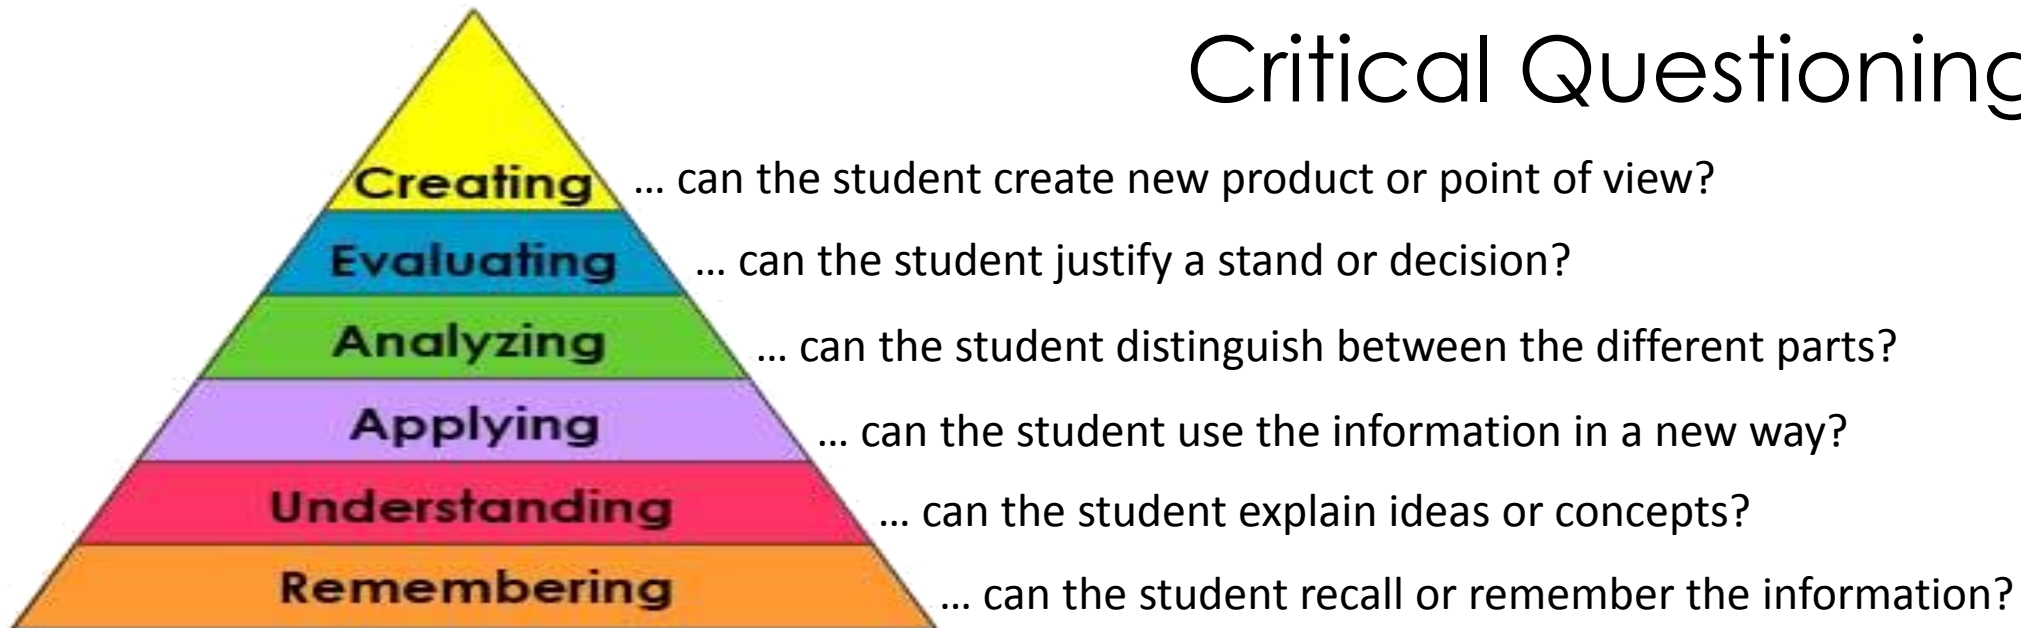 Critical Questioning
Creating ... can the student create new product or point of view?
Evaluating ... can the student justify a stand or decision?
Analyzing ... can the student distinguish between the different parts?
Applying ... can the student use the information in a new way?
Understanding ... can the student explain ideas or concepts?
Remembering ... can the student recall or remember the information?